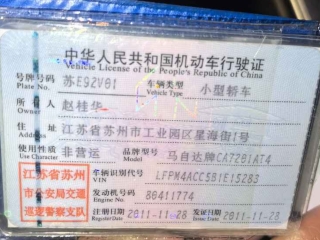 中华人民共和国机动车行驶证
Vehicle License of the People's Republic of China
号牌号码 苏E92V81 车辆类型 小型轿车
Plate No. Vehicle Type
所有人 赵桂华
Owner
住址 江苏省苏州市工业园区星海街1号
Address
使用性质 非营运 品牌型号 马自达牌CA7201AT4
Use Character Model
江苏省苏州 车辆识别代号 LFPM4ACC5B1E15283
VIN
市公安局交通 发动机号码 80411774
Engine No.
巡逻警察支队 注册日期 2011-11-28 发证日期 2011-11-28
Register Date Issue Date